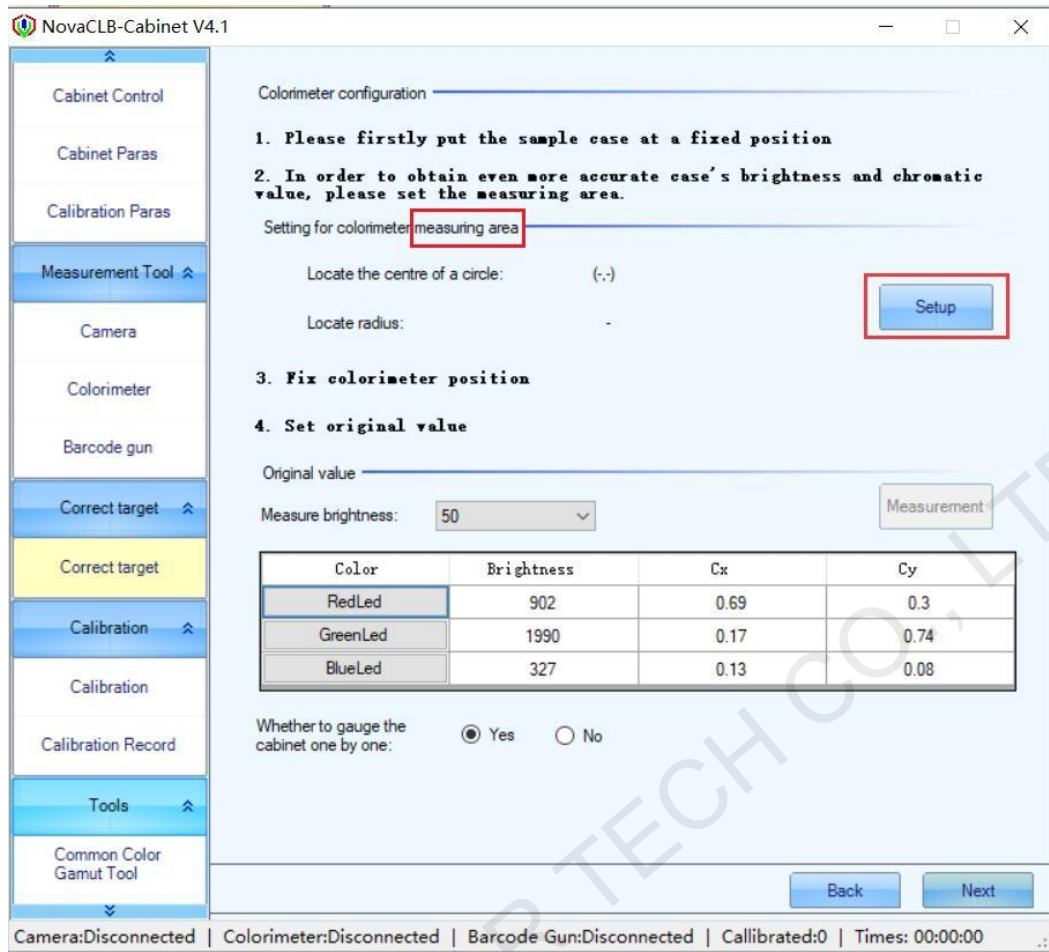 NovaCLB-Cabinet V4.1
Cabinet Control
Cabinet Paras
Calibration Paras
Measurement Tool
Camera
Colorimeter
Barcode gun
Correct target
Correct target
Calibration
Calibration
Calibration Record
Tools
Common Color
Gamut Tool
Colorimeter configuration
1. Please firstly put the sample case at a fixed position
2. In order to obtain even more accurate case's brightness and chromatic
value, please set the measuring area.
Setting for colorimeter measuring area
Locate the centre of a circle: (-,-)
Setup
Locate radius: -
3. Fix colorimeter position
4. Set original value
Original value
Measure brightness: 50
Measurement
Color Brightness Cx Cy
RedLed 902 0.69 0.3
GreenLed 1990 0.17 0.74
BlueLed 327 0.13 0.08
Whether to gauge the
cabinet one by one: Yes No
Back Next
Camera:Disconnected | Colorimeter:Disconnected | Barcode Gun:Disconnected | Callibrated:0 | Times: 00:00:00
TECH CO., LT